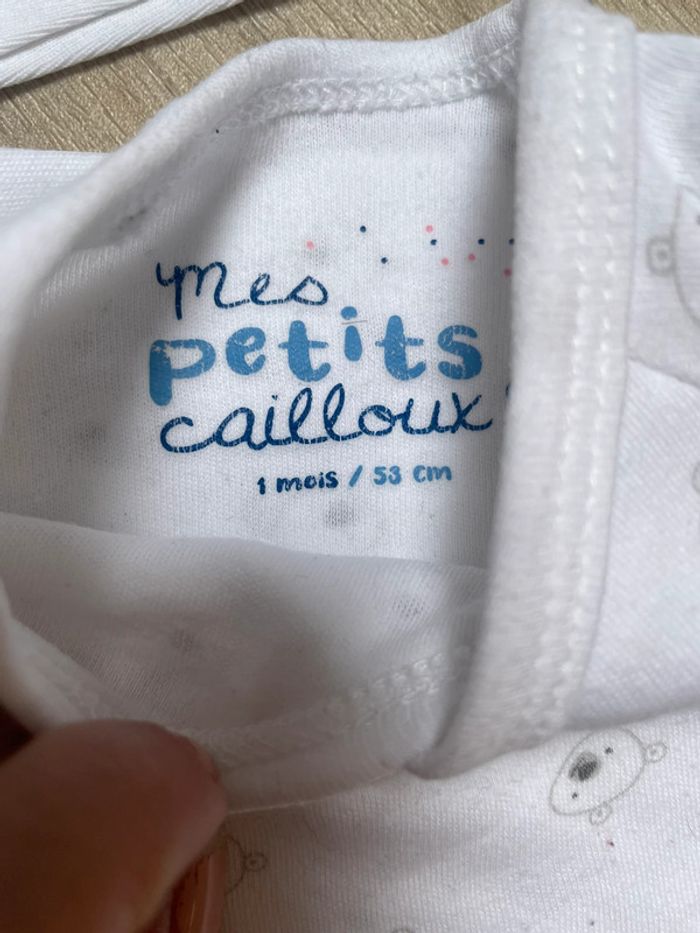 mes
petits
cailloux
1 mois / 53 cm